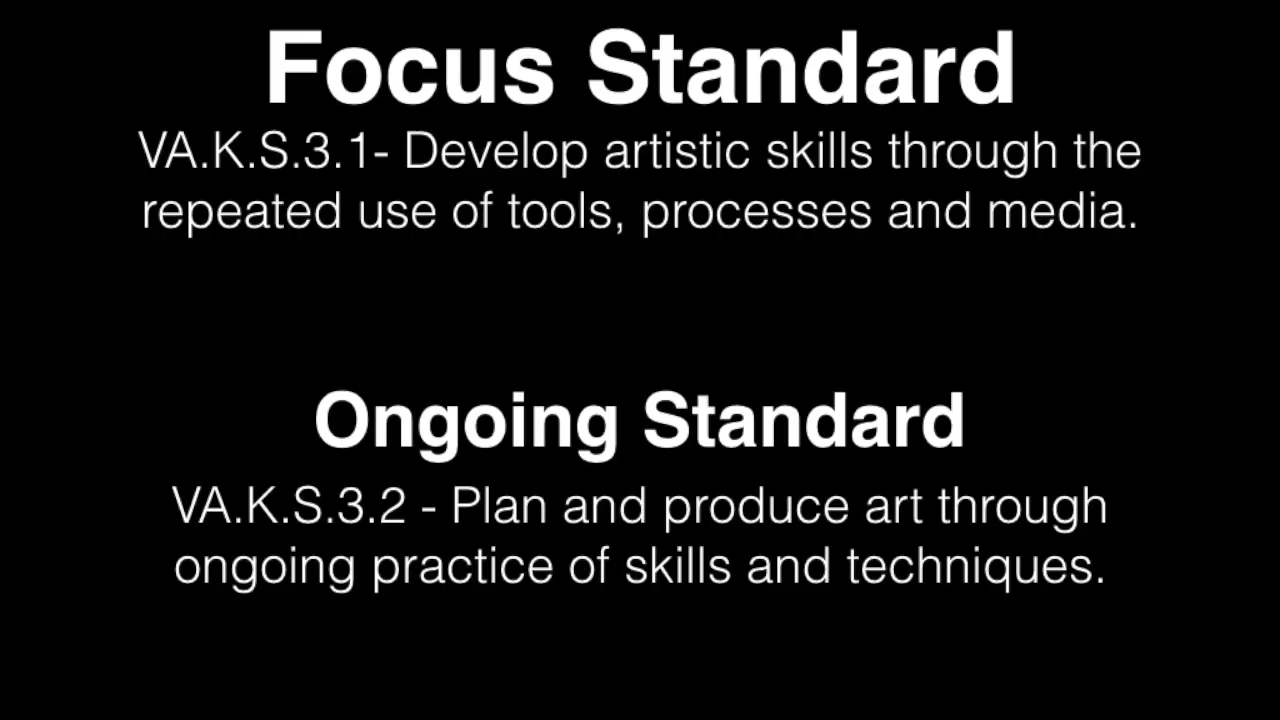 Focus Standard
VA.K.S.3.1- Develop artistic skills through the
repeated use of tools, processes and media.
Ongoing Standard
VA.K.S.3.2 - Plan and produce art through
ongoing practice of skills and techniques.